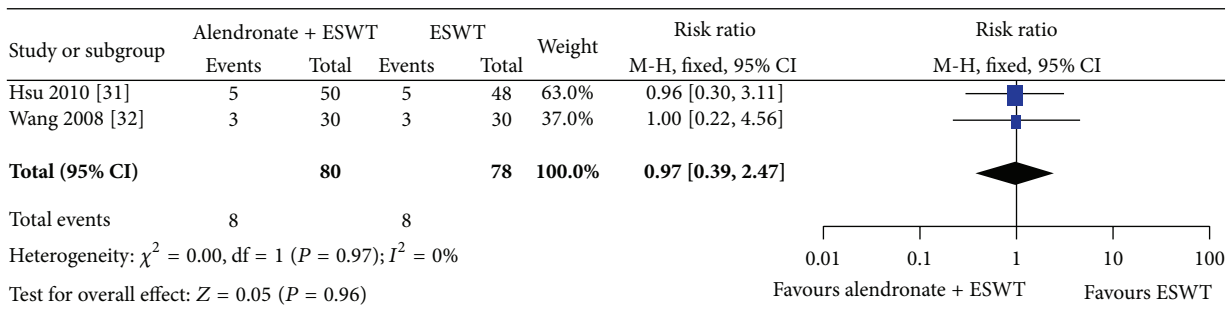 Study or subgroup Alendronate + ESWT ESWT Weight Risk ratio Risk ratio
Events Total Events Total M-H, fixed, 95% CI M-H, fixed, 95% CI
Hsu 2010 [31] 5 50 5 48 63.0% 0.96 [0.30, 3.11]
Wang 2008 [32] 3 30 3 30 37.0% 1.00 [0.22, 4.56]
Total (95% CI) 80 78 100.0% 0.97 [0.39, 2.47]
Total events 8 8
Heterogeneity: χ² = 0.00, df = 1 (P = 0.97); I² = 0%
Test for overall effect: Z = 0.05 (P = 0.96)
0.01 0.1 1 10 100
Favours alendronate + ESWT Favours ESWT